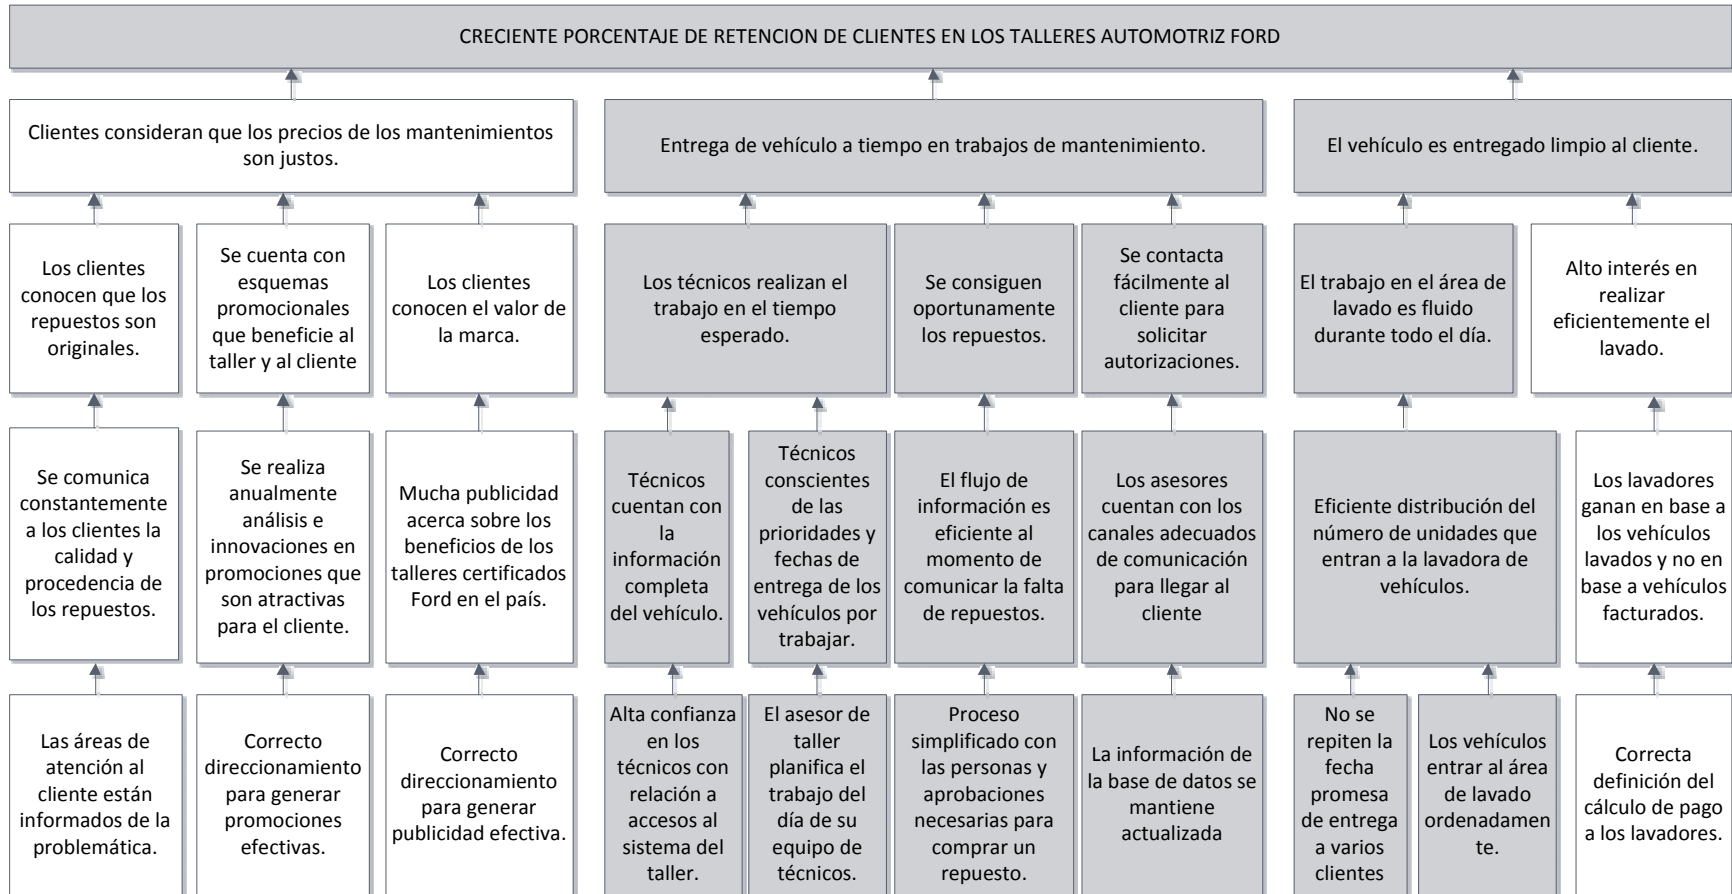 CRECIENTE PORCENTAJE DE RETENCION DE CLIENTES EN LOS TALLERES AUTOMOTRIZ FORD
Clientes consideran que los precios de los mantenimientos
son justos.
Entrega de vehículo a tiempo en trabajos de mantenimiento.
El vehículo es entregado limpio al cliente.
Los clientes
conocen que los
repuestos son
originales.
Se cuenta con
esquemas
promocionales
que beneficie al
taller y al cliente
Los clientes
conocen el valor de
la marca.
Los técnicos realizan el
trabajo en el tiempo
esperado.
Se consiguen
oportunamente
los repuestos.
Se contacta
fácilmente al
cliente para
solicitar
autorizaciones.
El trabajo en el área de
lavado es fluido
durante todo el día.
Alto interés en
realizar
eficientemente el
lavado.
Se comunica
constantemente
a los clientes la
calidad y
procedencia de
los repuestos.
Se realiza
anualmente
análisis e
innovaciones en
promociones que
son atractivas
para el cliente.
Mucha publicidad
acerca sobre los
beneficios de los
talleres certificados
Ford en el país.
Técnicos
cuentan con
la
información
completa
del vehículo.
Técnicos
conscientes
de las
prioridades y
fechas de
entrega de los
vehículos por
trabajar.
El flujo de
información es
eficiente al
momento de
comunicar la falta
de repuestos.
Los asesores
cuentan con los
canales adecuados
de comunicación
para llegar al
cliente
Eficiente distribución del
número de unidades que
entran a la lavadora de
vehículos.
Los lavadores
ganan en base a
los vehículos
lavados y no en
base a vehículos
facturados.
Las áreas de
atención al
cliente están
informados de la
problemática.
Correcto
direccionamiento
para generar
promociones
efectivas.
Correcto
direccionamiento
para generar
publicidad efectiva.
Alta confianza
en los
técnicos con
relación a
accesos al
sistema del
taller.
El asesor de
taller
planifica el
trabajo del
día de su
equipo de
técnicos.
Proceso
simplificado con
las personas y
aprobaciones
necesarias para
comprar un
repuesto.
La información de
la base de datos se
mantiene
actualizada
No se
repiten la
fecha
promesa
de entrega
a varios
clientes
Los vehículos
entrar al área
de lavado
ordenadamen
te.
Correcta
definición del
cálculo de pago
a los lavadores.